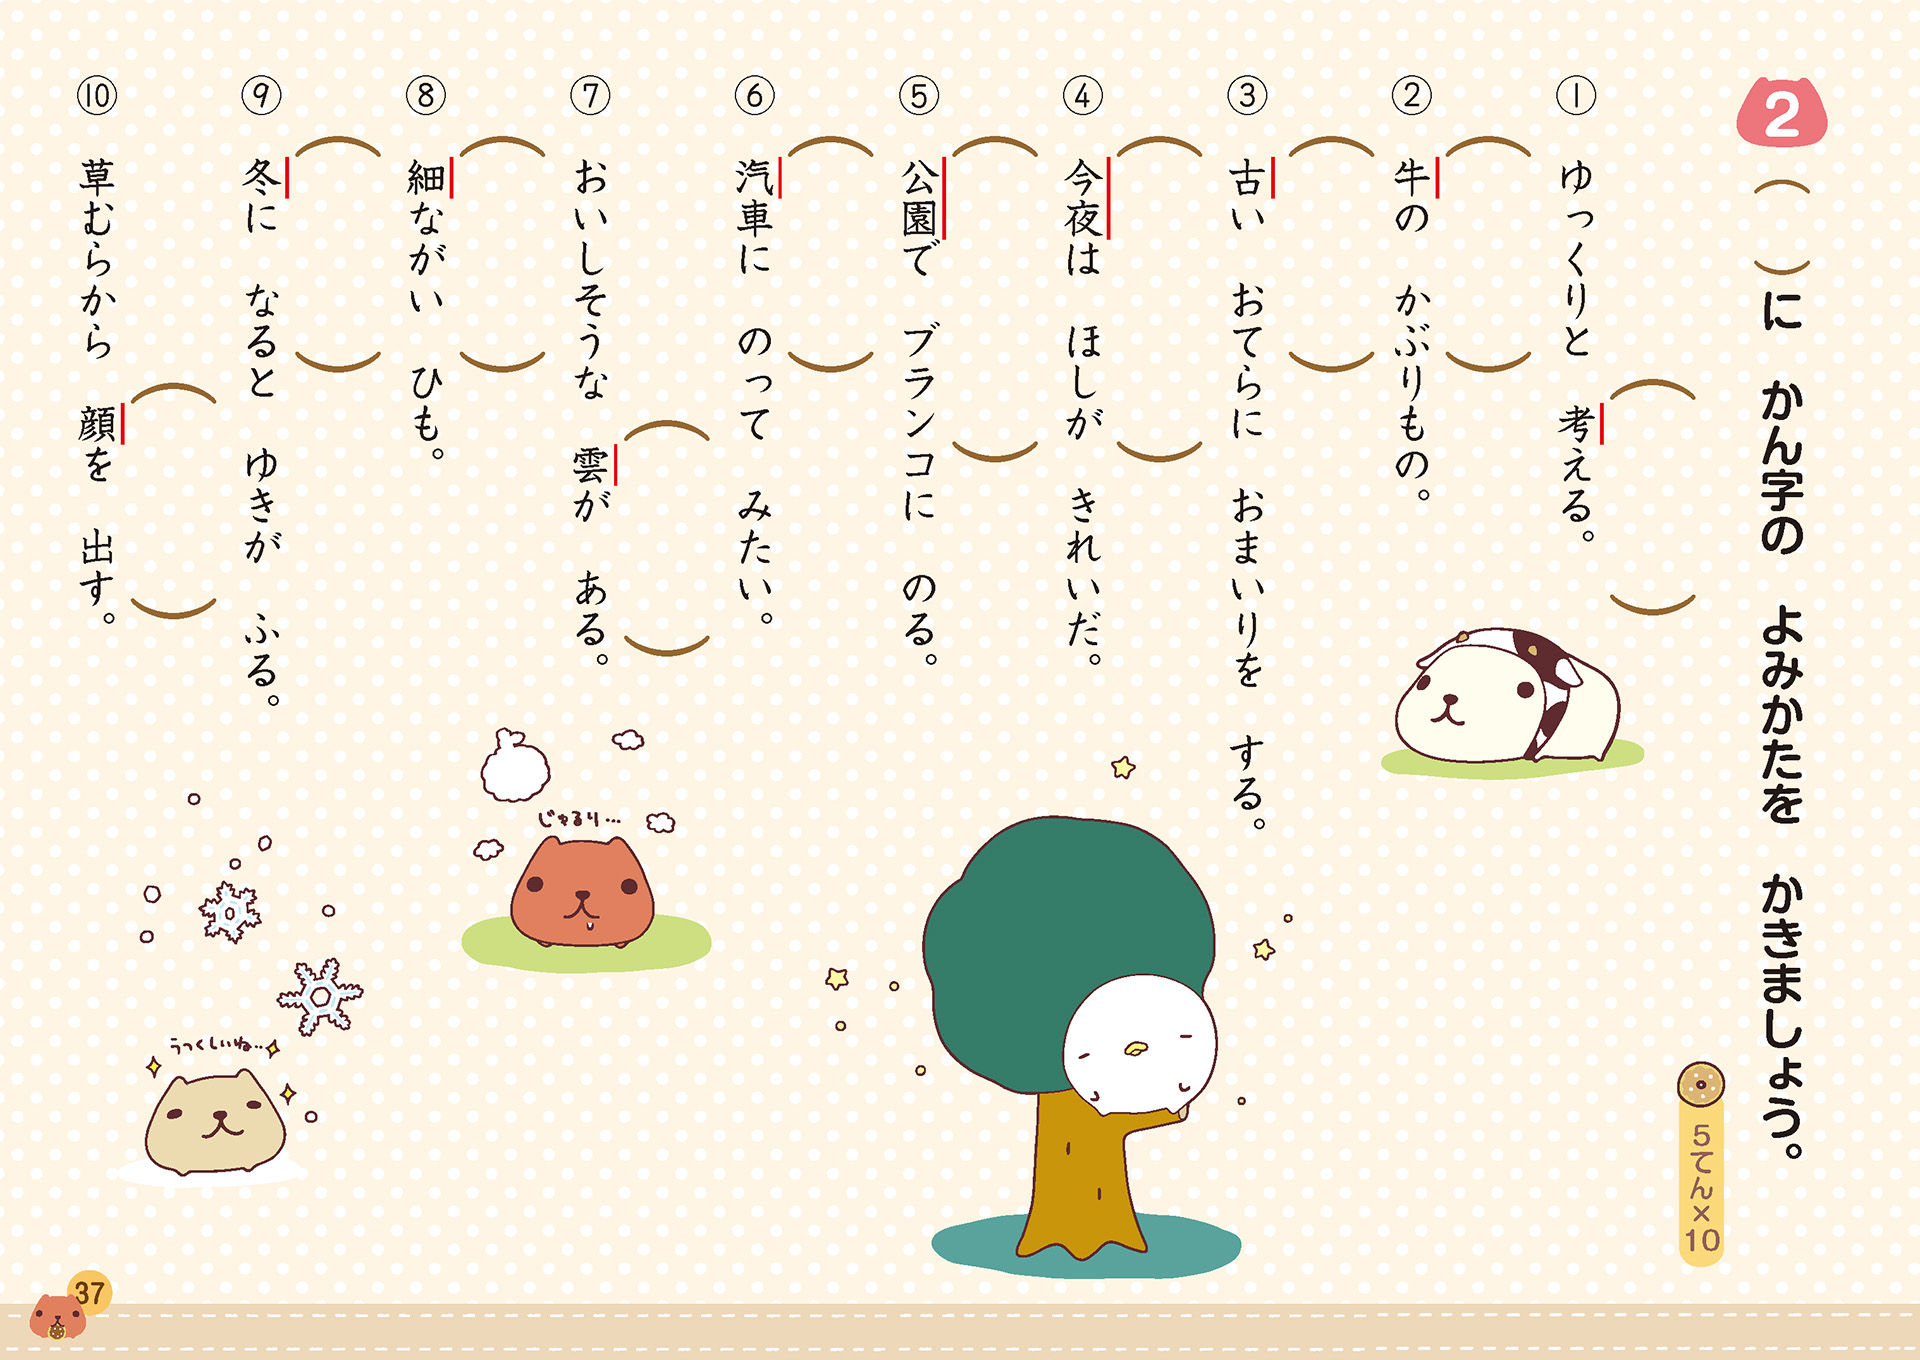 2
（ ）に かん字の よみかたを かきましょう。
5てん×10
① ゆっくりと 考える。
② 牛の かぶりもの。
③ 古い おてらに おまいりを する。
④ 今夜は ほしが きれいだ。
⑤ 公園で ブランコに のる。
⑥ 汽車に のって みたい。
⑦ おいしそうな 雲が ある。
⑧ 細ながい ひも。
⑨ 冬に なると ゆきが ふる。
⑩ 草むらから 顔を 出す。
じゅるり…
うつくしいね…
37